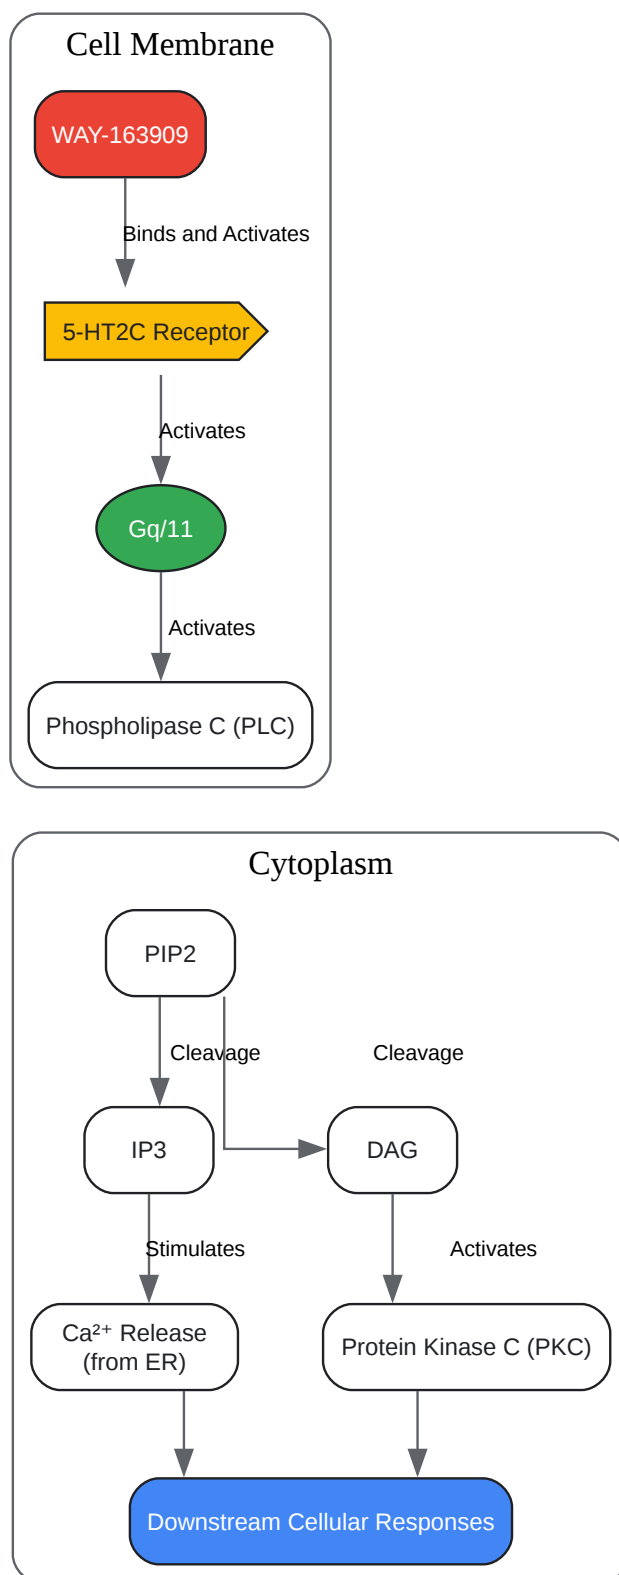 Cell Membrane
WAY-163909
Binds and Activates
5-HT2C Receptor
Activates
Gq/11
Activates
Phospholipase C (PLC)
Cytoplasm
PIP2
Cleavage
Cleavage
IP3
DAG
Stimulates
Activates
Ca²⁺ Release
(from ER)
Protein Kinase C (PKC)
Downstream Cellular Responses